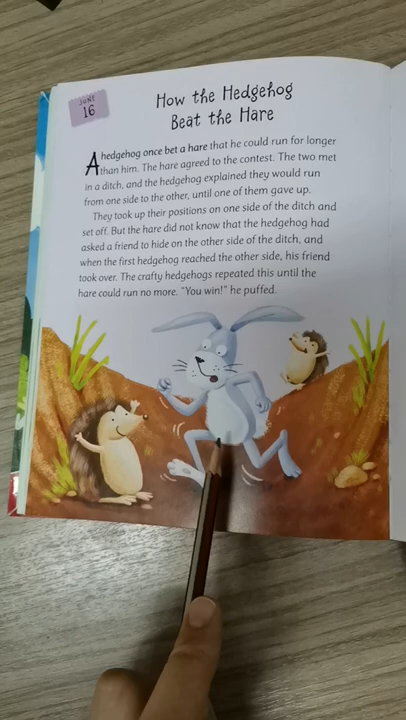 JUNE
16
How the Hedgehog
Beat the Hare
A hedgehog once bet a hare that he could run for longer
than him. The hare agreed to the contest. The two met
in a ditch, and the hedgehog explained they would run
from one side to the other, until one of them gave up.
They took up their positions on one side of the ditch and
set off. But the hare did not know that the hedgehog had
asked a friend to hide on the other side of the ditch, and
when the first hedgehog reached the other side, his friend
took over. The crafty hedgehogs repeated this until the
hare could run no more. “You win!” he puffed.